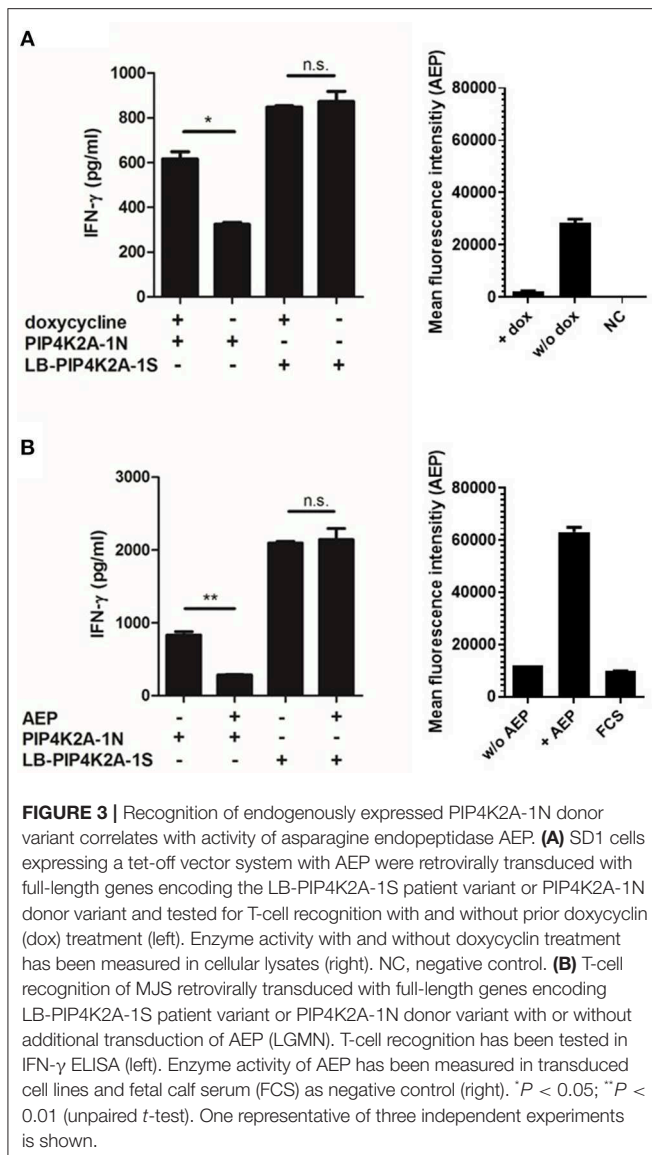 A
1000
800
600
400
200
0
IFN-γ (pg/ml)
*
n.s.
doxycycline + - + -
PIP4K2A-1N + + - -
LB-PIP4K2A-1S - - + +
80000
60000
40000
20000
0
Mean fluorescence intensitiy (AEP)
+ dox
w/o dox
NC
B
3000
2000
1000
0
IFN-γ (pg/ml)
**
n.s.
AEP - + - +
PIP4K2A-1N + + - -
LB-PIP4K2A-1S - - + +
80000
60000
40000
20000
0
Mean fluorescence intensitiy (AEP)
w/o AEP
+ AEP
FCS
FIGURE 3 | Recognition of endogenously expressed PIP4K2A-1N donor
variant correlates with activity of asparagine endopeptidase AEP. (A) SD1 cells
expressing a tet-off vector system with AEP were retrovirally transduced with
full-length genes encoding the LB-PIP4K2A-1S patient variant or PIP4K2A-1N
donor variant and tested for T-cell recognition with and without prior doxycyclin
(dox) treatment (left). Enzyme activity with and without doxycyclin treatment
has been measured in cellular lysates (right). NC, negative control. (B) T-cell
recognition of MJS retrovirally transduced with full-length genes encoding
LB-PIP4K2A-1S patient variant or PIP4K2A-1N donor variant with or without
additional transduction of AEP (LGMN). T-cell recognition has been tested in
IFN-γ ELISA (left). Enzyme activity of AEP has been measured in transduced
cell lines and fetal calf serum (FCS) as negative control (right). *P < 0.05; **P <
0.01 (unpaired t-test). One representative of three independent experiments
is shown.